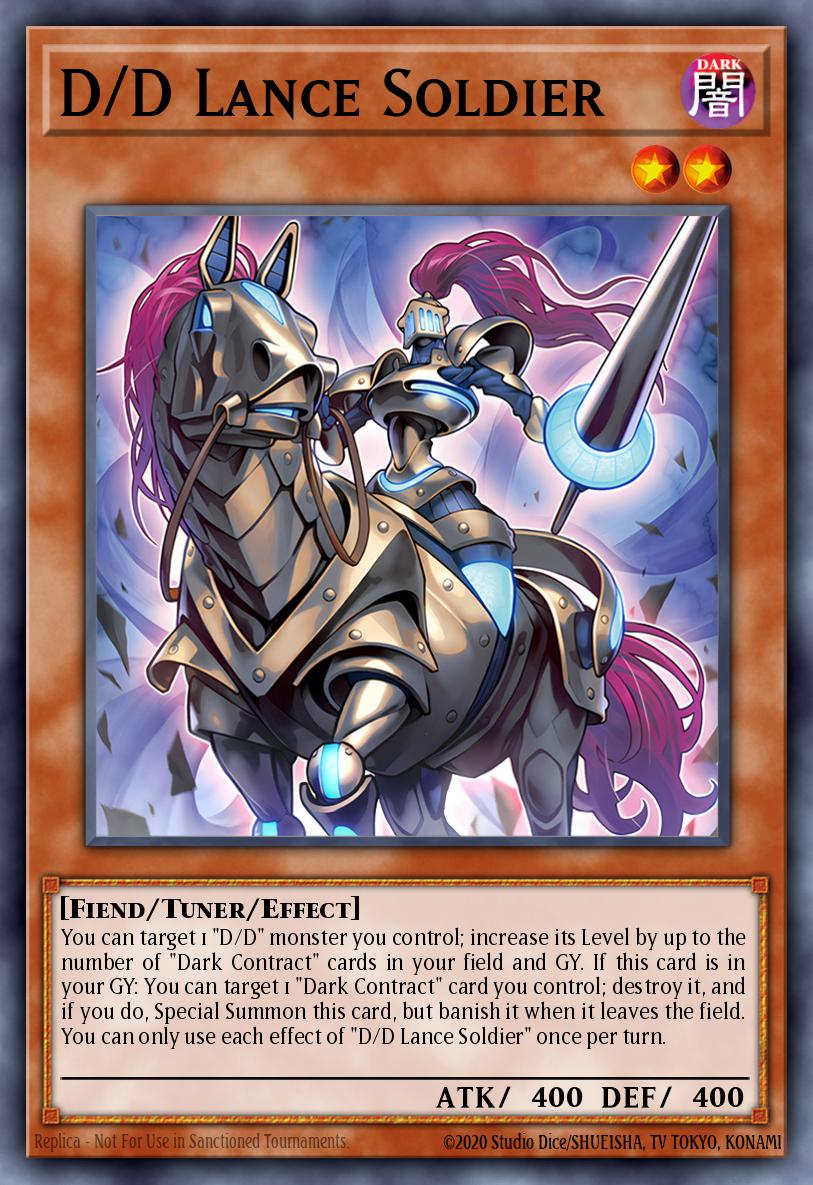 D/D Lance Soldier
DARK
闇
[Fiend/Tuner/Effect]
You can target 1 "D/D" monster you control; increase its Level by up to the
number of "Dark Contract" cards in your field and GY. If this card is in
your GY: You can target 1 "Dark Contract" card you control; destroy it, and
if you do, Special Summon this card, but banish it when it leaves the field.
You can only use each effect of "D/D Lance Soldier" once per turn.
ATK/ 400 DEF/ 400
Replica - Not For Use in Sanctioned Tournaments.
©2020 Studio Dice/SHUEISHA, TV TOKYO, KONAMI